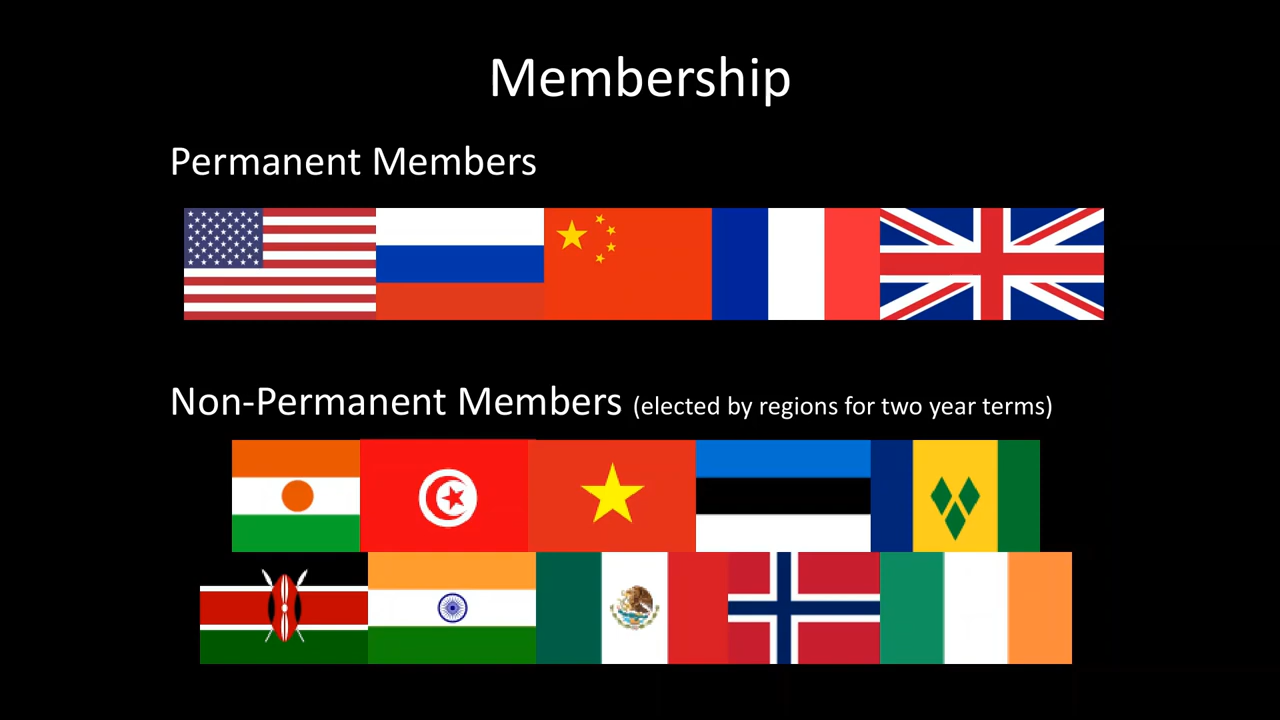 Membership
Permanent Members
Non-Permanent Members (elected by regions for two year terms)